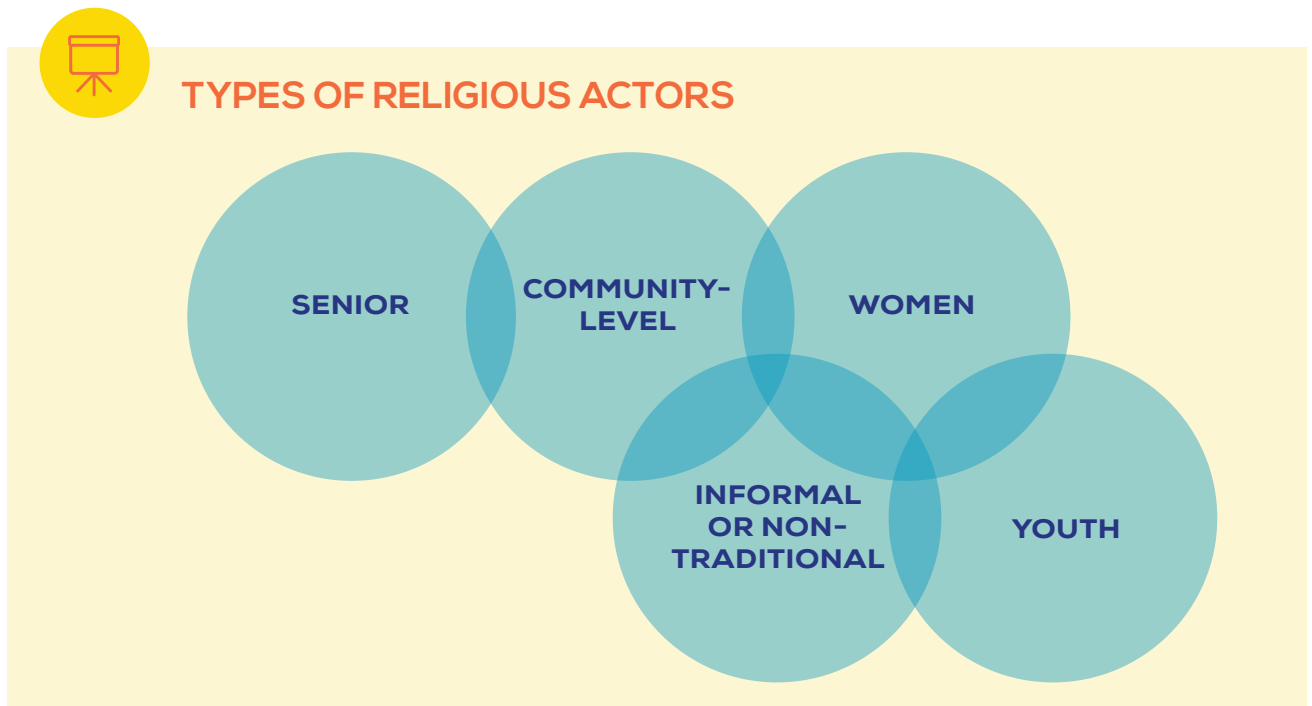 TYPES OF RELIGIOUS ACTORS
SENIOR
COMMUNITY-
LEVEL
WOMEN
INFORMAL
OR NON-
TRADITIONAL
YOUTH